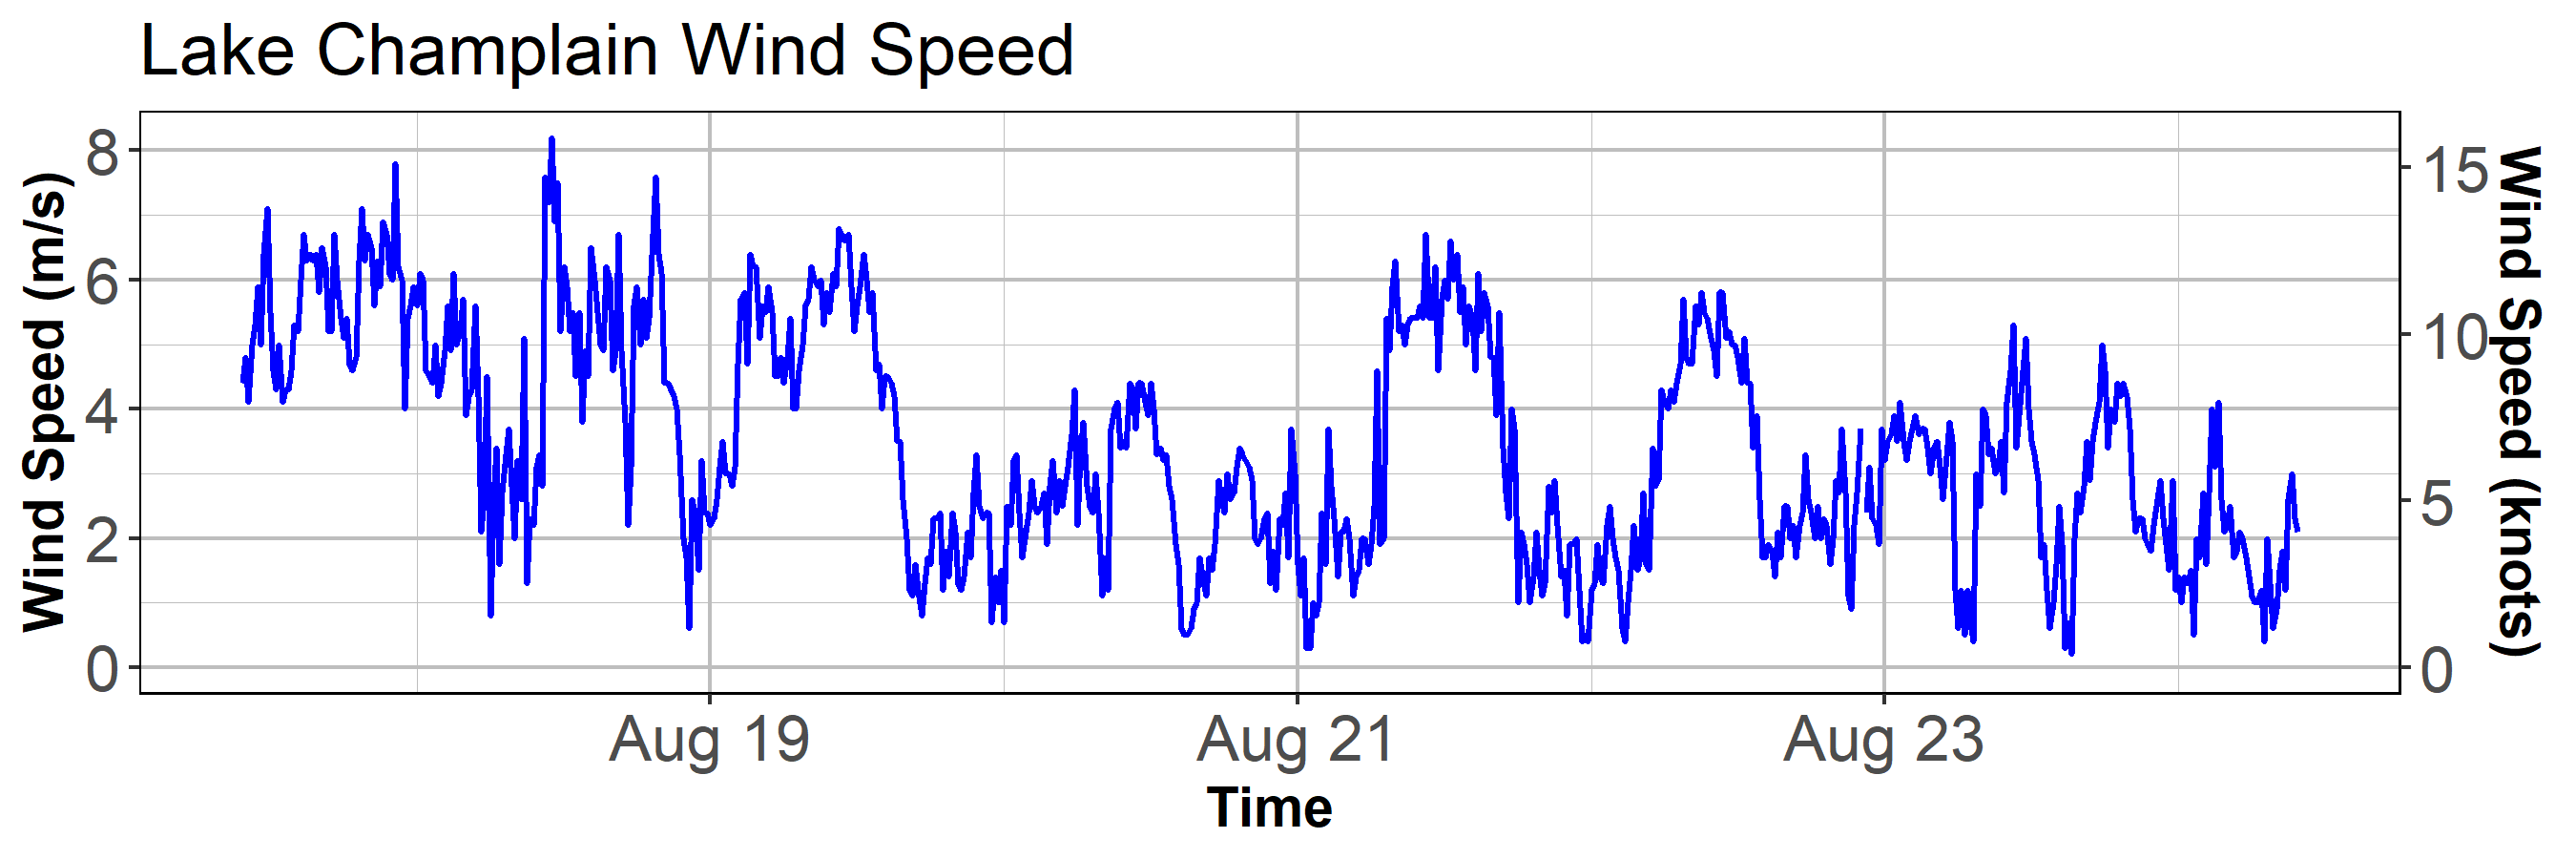 Lake Champlain Wind Speed
Wind Speed (m/s)
8
6
4
2
0
15
10
5
0
Wind Speed (knots)
Aug 19
Aug 21
Aug 23
Time